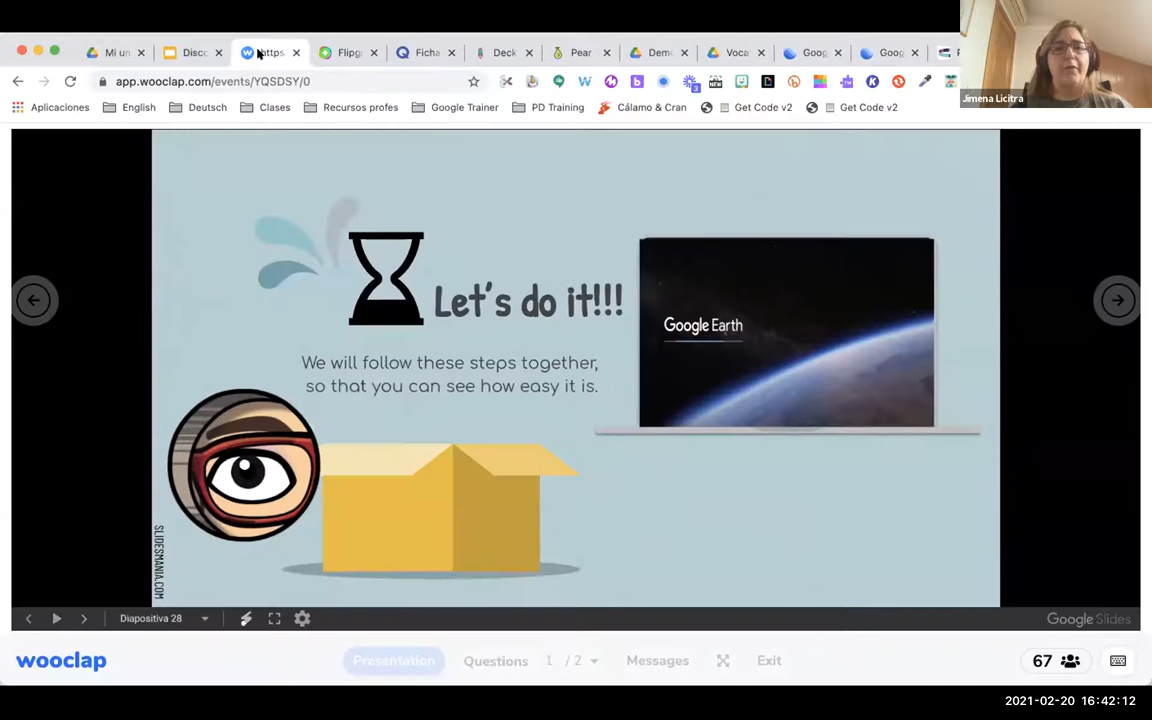 Mi un
Discc
https
Flipgr
Ficha
Deck
Pear
Demc
Voca
Goog
Goog
app.wooclap.com/events/YQSDSY/0
Aplicaciones
English
Deutsch
Clases
Recursos profes
Google Trainer
PD Training
Cálamo & Cran
Get Code v2
Get Code v2
Jimena Licitra
Let's do it!!!
We will follow these steps together,
so that you can see how easy it is.
Google Earth
SLIDESMANIA.COM
Diapositiva 28
Google Slides
wooclap
Presentation
Questions
1 / 2
Messages
Exit
67
2021-02-20 16:42:12